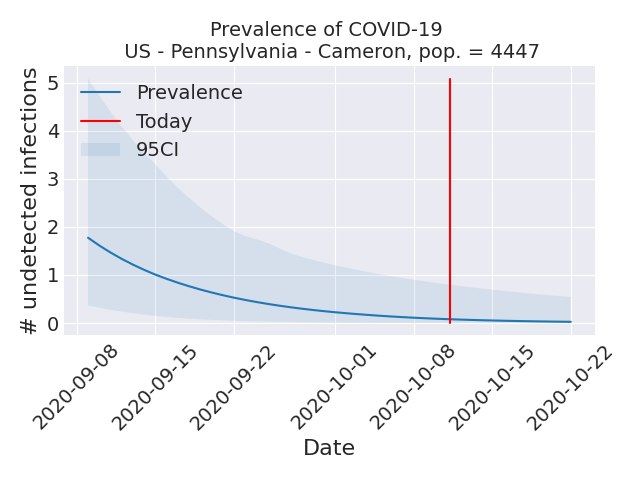 Prevalence of COVID-19
US - Pennsylvania - Cameron, pop. = 4447
# undetected infections
5
4
3
2
1
0
Prevalence
Today
95CI
2020-09-08
2020-09-15
2020-09-22
2020-10-01
2020-10-08
2020-10-15
2020-10-22
Date